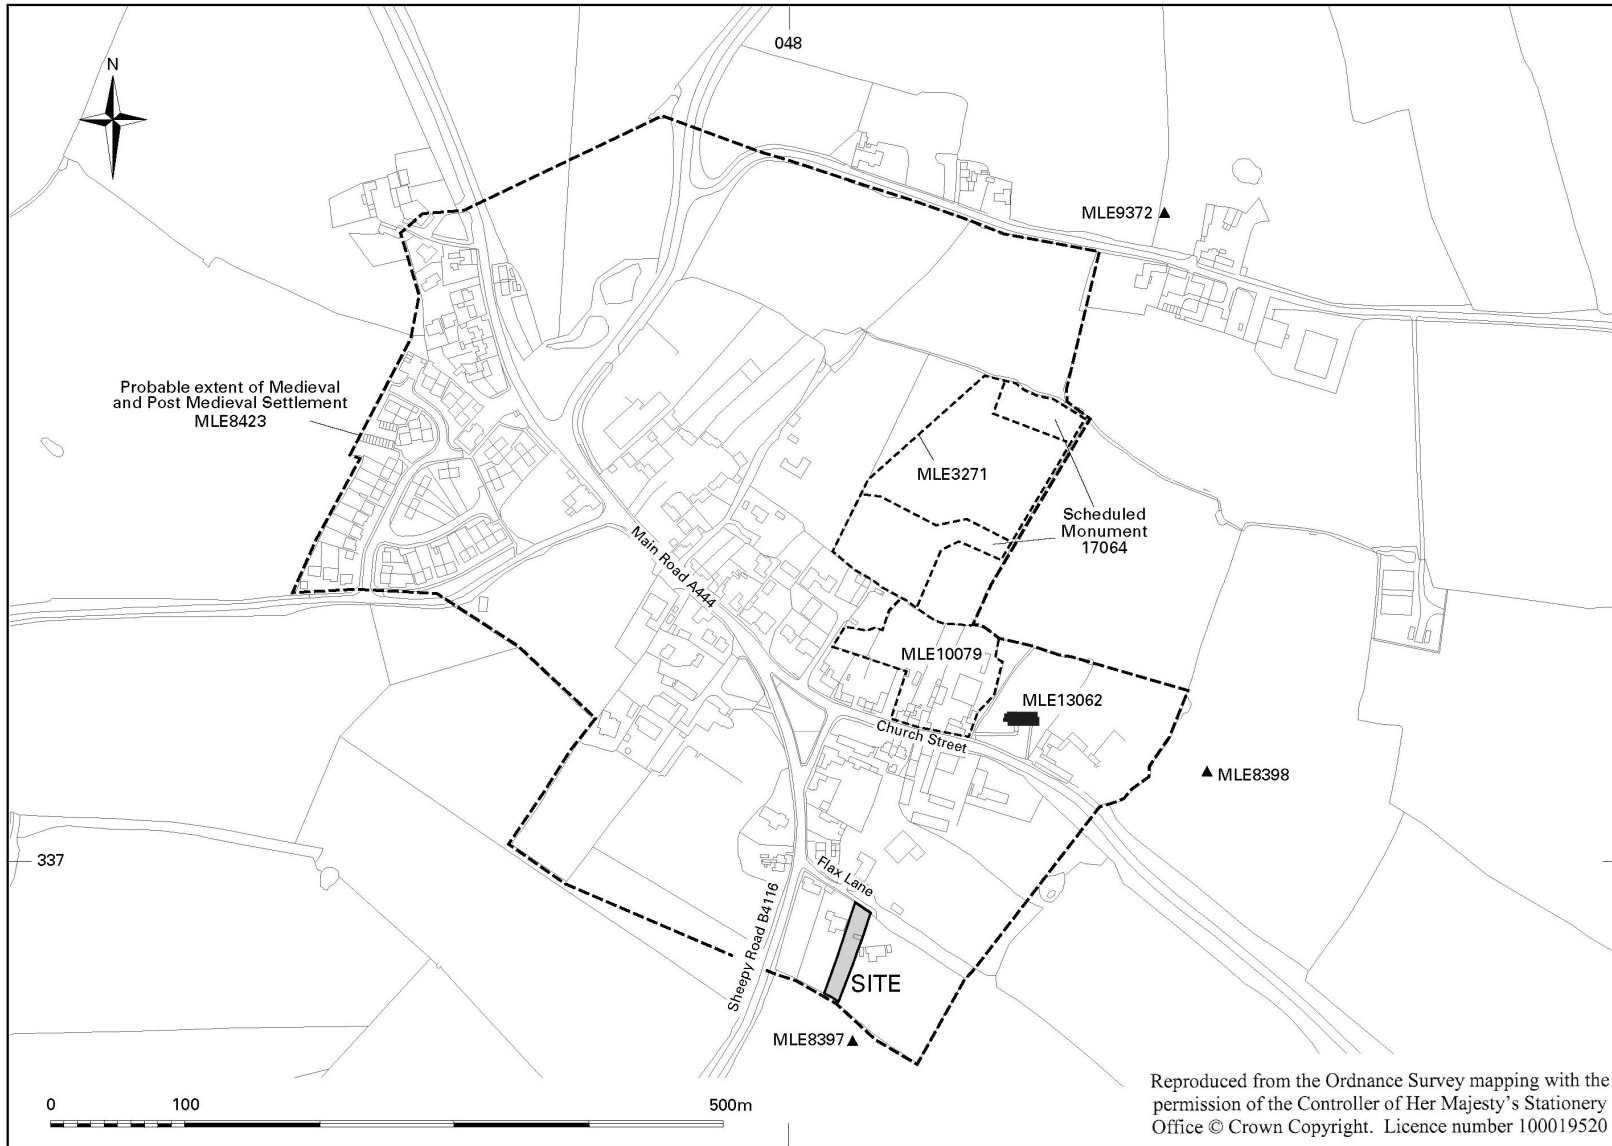 048
N
MLE9372
Probable extent of Medieval
and Post Medieval Settlement
MLE8423
MLE3271
Scheduled
Monument
17064
Main Road A444
MLE10079
MLE13062
Church Street
MLE8398
337
Flax Lane
Sheepy Road B4116
SITE
MLE8397
0 100 500m
Reproduced from the Ordnance Survey mapping with the
permission of the Controller of Her Majesty's Stationery
Office © Crown Copyright. Licence number 100019520